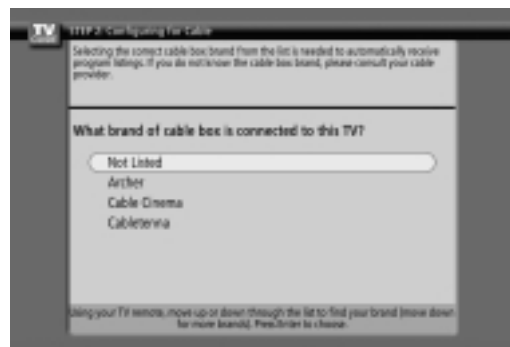 TV
STEP 2: Configuring for Cable
Selecting the correct cable box brand from the list is needed to automatically receive
program listings. If you do not know the cable box brand, please consult your cable
provider.
What brand of cable box is connected to this TV?
Not Listed
Archer
Cable Cinema
Cabletenna
Using your TV remote, move up or down through the list to find your brand (move down
for more brands). Press Enter to choose.